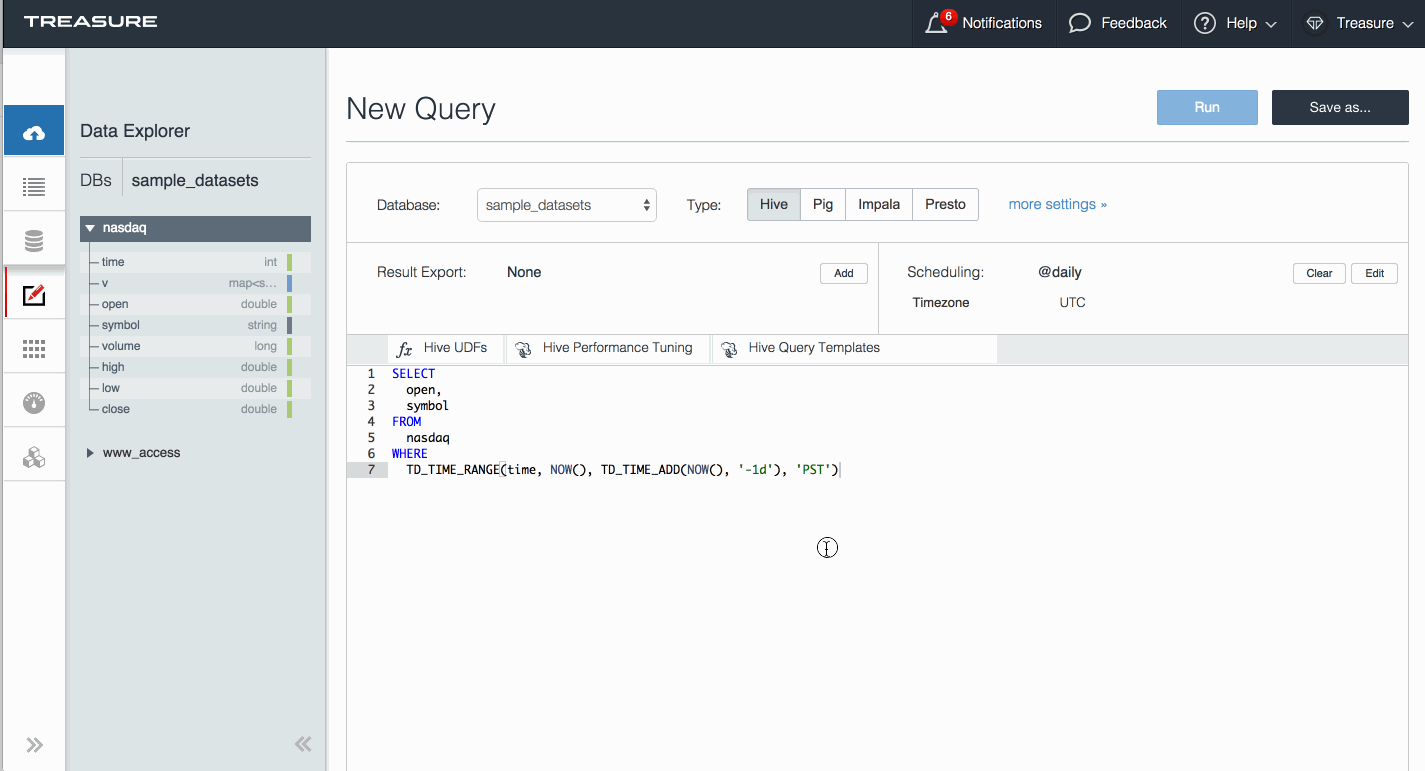 TREASURE
6 Notifications Feedback Help Treasure
Data Explorer
DBs sample_datasets
nasdaq
time int
v map<s...
open double
symbol string
volume long
high double
low double
close double
www_access
New Query
Run Save as...
Database: sample_datasets Type: Hive Pig Impala Presto more settings »
Result Export: None Add
Scheduling: @daily Clear Edit
Timezone UTC
fx Hive UDFs Hive Performance Tuning Hive Query Templates
1 SELECT
2 open,
3 symbol
4 FROM
5 nasdaq
6 WHERE
7 TD_TIME_RANGE(time, NOW(), TD_TIME_ADD(NOW(), '-1d'), 'PST')